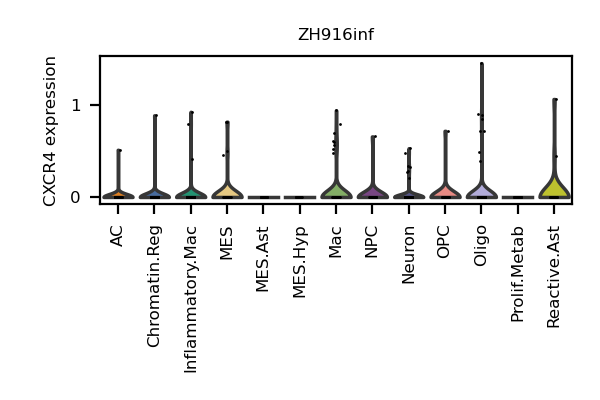 ZH916inf
CXCR4 expression
1
0
AC
Chromatin.Reg
Inflammatory.Mac
MES
MES.Ast
MES.Hyp
Mac
NPC
Neuron
OPC
Oligo
Prolif.Metab
Reactive.Ast